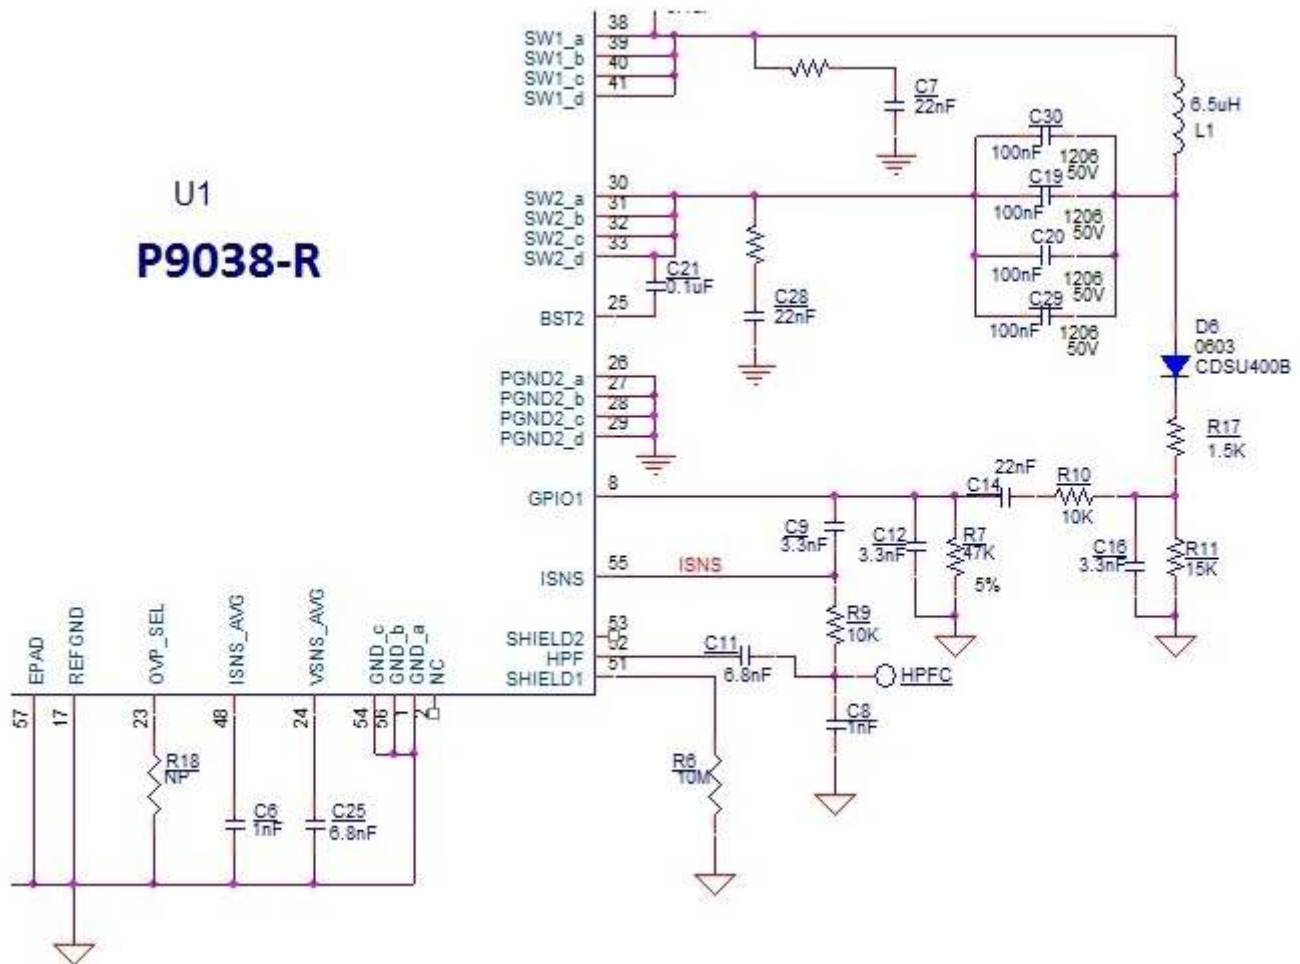 38
SW1_a
39
SW1_b
40
SW1_c
41
SW1_d
C7
22nF
6.5uH
L1
C30
100nF
1206
50V
U1
P9038-R
30
SW2_a
31
SW2_b
32
SW2_c
33
SW2_d
C19
100nF
1206
50V
C20
100nF
1206
50V
C29
100nF
1206
50V
C21
0.1uF
25
BST2
C28
22nF
D6
0603
CDSU400B
26
PGND2_a
27
PGND2_b
28
PGND2_c
29
PGND2_d
R17
1.5K
8
GPIO1
22nF
C14
R10
10K
C9
3.3nF
C12
3.3nF
R7
47K
5%
C16
3.3nF
R11
15K
55
ISNS
ISNS
R9
10K
53
SHIELD2
52
HPF
51
SHIELD1
C11
6.8nF
HPFC
C8
1nF
R6
10M
EPAD
REFGND
OVP_SEL
ISNS_AVG
VSNS_AVG
GND_c
GND_b
GND_a
NC
57
17
23
48
24
54
56
1
2
R18
NP
C6
1nF
C25
6.8nF